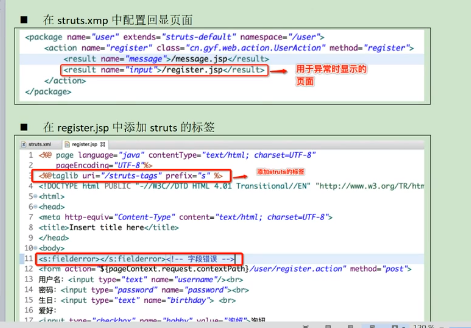 ■ 在 struts.xmp 中配置回显页面
<package name="user" extends="struts-default" namespace="/user">
<action name="register" class="cn.gyf.web.action.UserAction" method="register">
<result name="message">/message.jsp</result>
<result name="input">/register.jsp</result>
用于异常时显示的
页面
</action>
</package>
■ 在 register.jsp 中添加 struts 的标签
struts.xml register.jsp
1 <%@ page language="java" contentType="text/html; charset=UTF-8"
2 pageEncoding="UTF-8"%>
3 <%@taglib uri="/struts-tags" prefix="s" %>
添加struts的标签
4 <!DOCTYPE html PUBLIC "-//W3C//DTD HTML 4.01 Transitional//EN" "http://www.w3.org/TR/htm
5 <html>
6 <head>
7 <meta http-equiv="Content-Type" content="text/html; charset=UTF-8">
8 <title>Insert title here</title>
9 </head>
10 <body>
11 <s:fielderror></s:fielderror><!-- 字段错误 -->
12 <form action="${pageContext.request.contextPath}/user/register.action" method="post">
13 用户名: <input type="text" name="username"/><br>
14 密码: <input type="password" name="password"><br>
15 生日: <input type="text" name="birthday"> <br>
16 爱好:
17 <input type="checkbox" name="hobby" value=